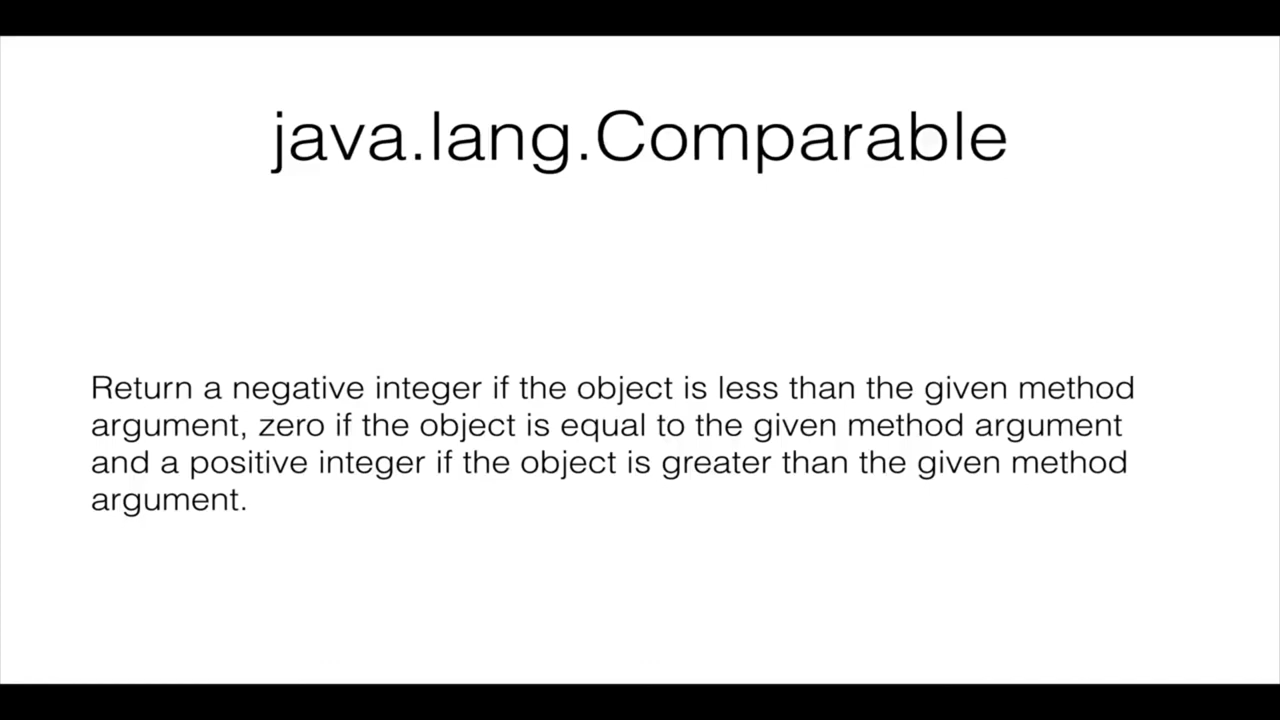 java.lang.Comparable
Return a negative integer if the object is less than the given method
argument, zero if the object is equal to the given method argument
and a positive integer if the object is greater than the given method
argument.